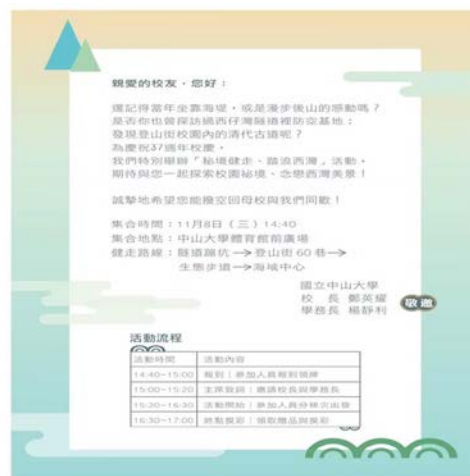 親愛的校友，您好：
還記得當年坐靠海堤，或是漫步後山的感動嗎？
是否你也曾探訪過西仔灣隧道裡防空基地；
發現登山街校園內的清代古道呢？
為慶祝37週年校慶，
我們特別舉辦「秘境健走、踏流西灣」活動，
期待與您一起探索校園祕境、念戀西灣美景！
誠摯地希望您能撥空回母校與我們同歡！
集合時間：11月8日（三）14:40
集合地點：中山大學體育館前廣場
健走路線：隧道蹦坑→登山街60巷→
生態步道→海域中心
國立中山大學
校 長 鄭英耀
學務長 楊靜利
敬邀
活動流程
活動時間 活動內容
14:40~15:00 報到｜參加人員報到領牌
15:00~15:20 主席致詞｜邀請校長與學務長
15:20~16:30 活動開始｜參加人員分梯次出發
16:30~17:00 終點摸彩｜領取贈品與摸彩